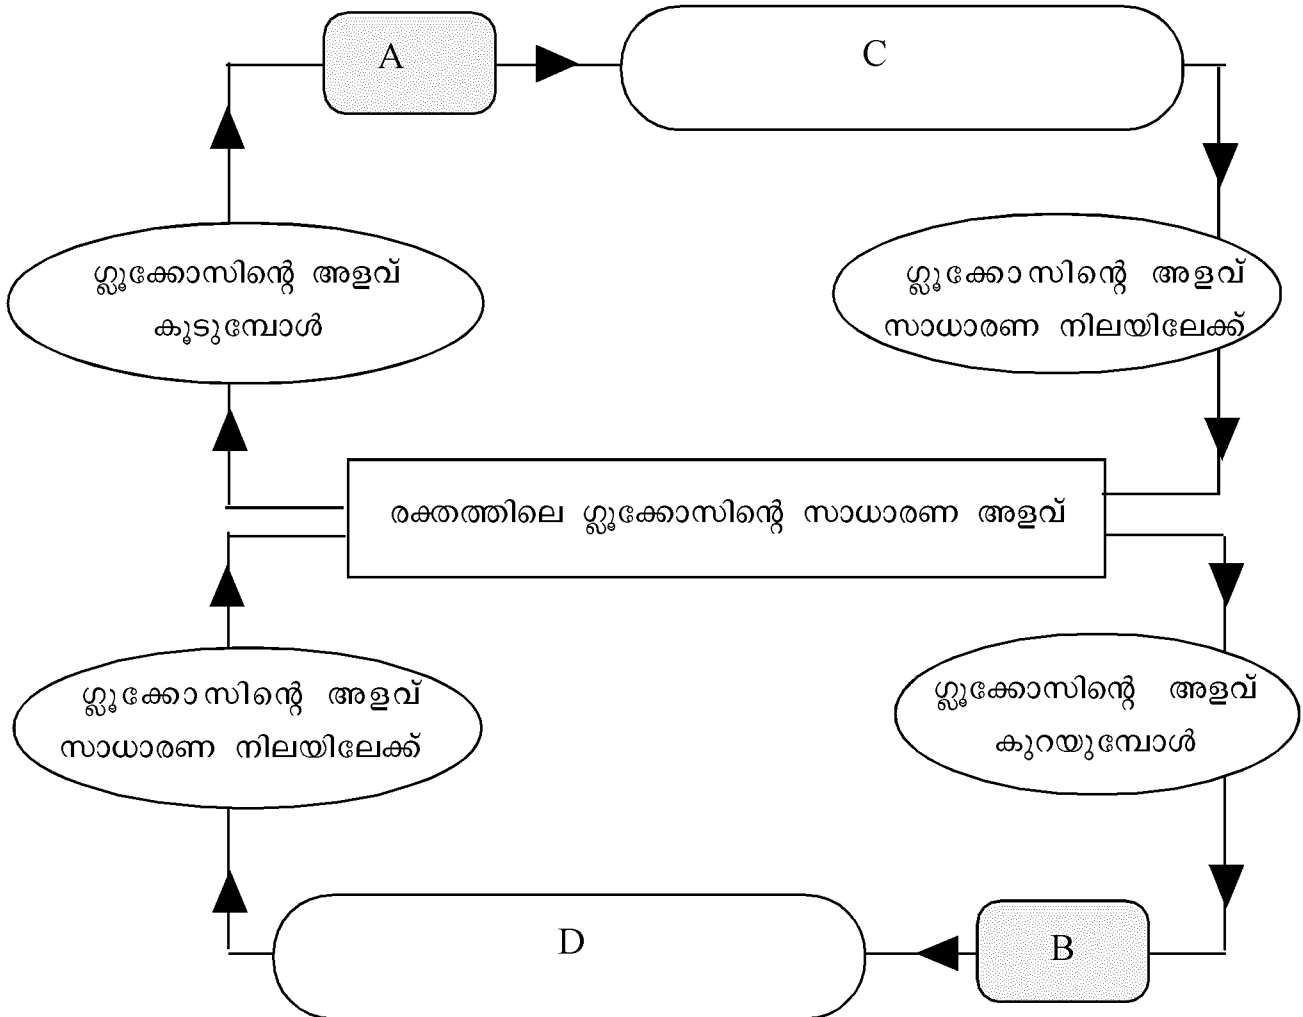 A
C
ഗ്ലൂക്കോസിന്റെ അളവ്
കൂടുമ്പോൾ
ഗ്ലൂക്കോസിന്റെ അളവ്
സാധാരണ നിലയിലേക്ക്
രക്തത്തിലെ ഗ്ലൂക്കോസിന്റെ സാധാരണ അളവ്
ഗ്ലൂക്കോസിന്റെ അളവ്
സാധാരണ നിലയിലേക്ക്
ഗ്ലൂക്കോസിന്റെ അളവ്
കുറയുമ്പോൾ
D
B